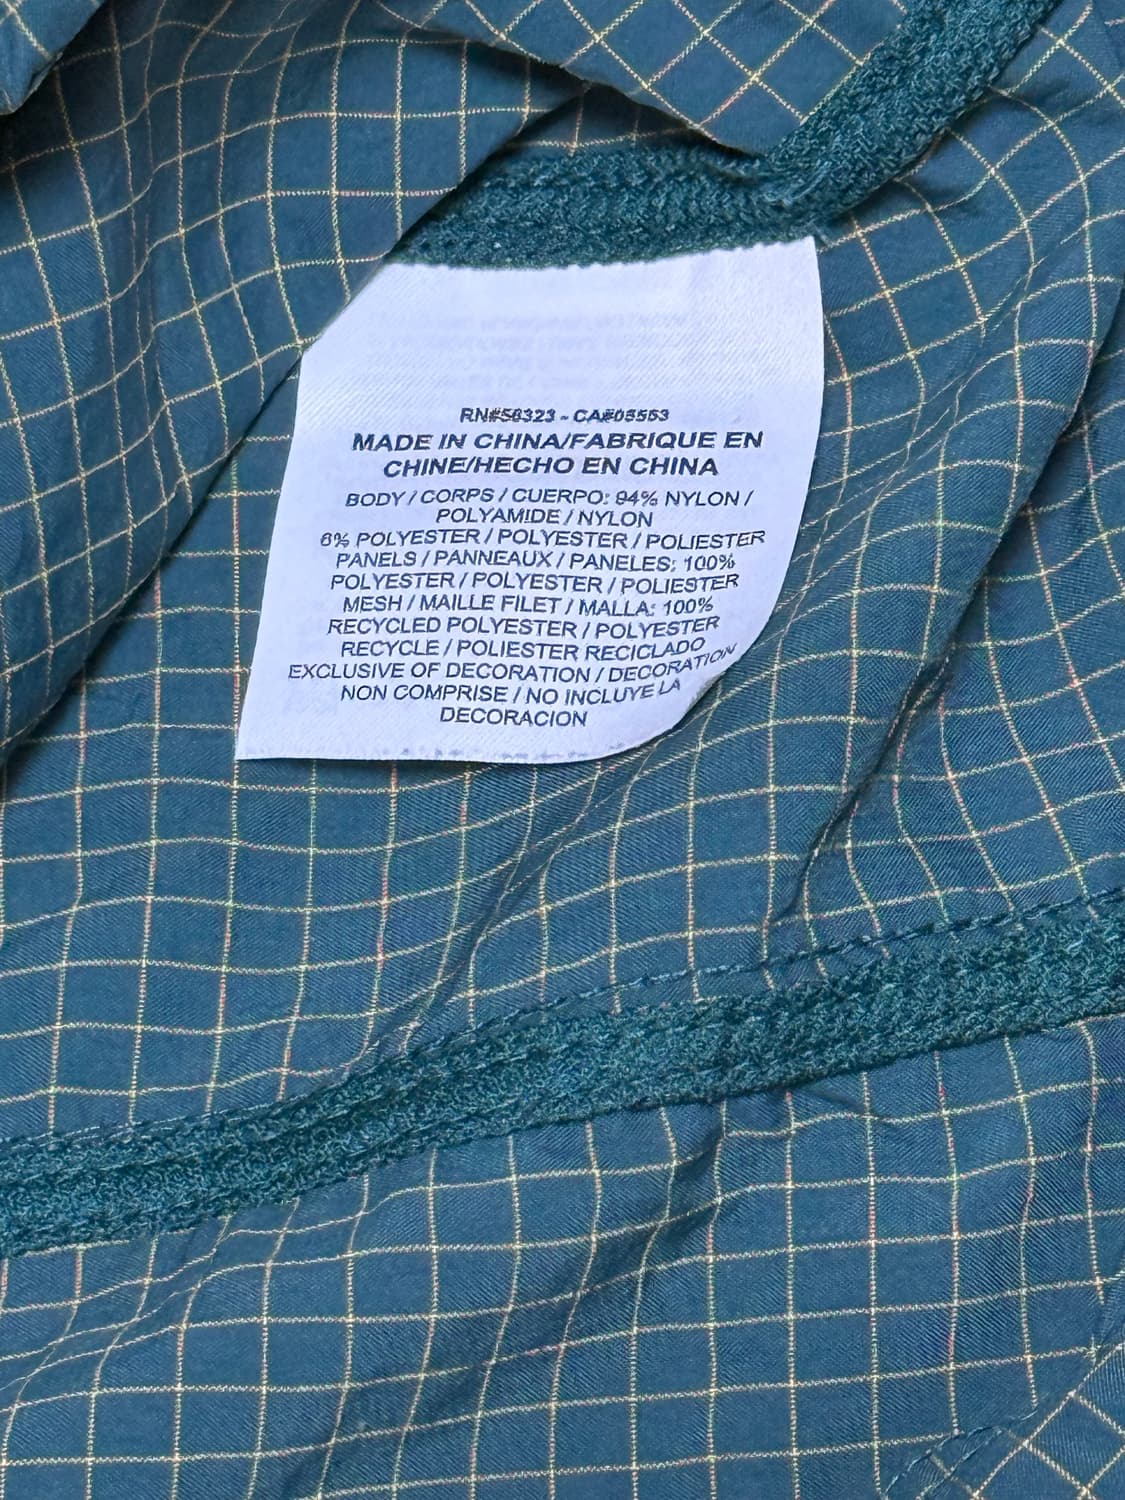 RN#56323 - CA#05553
MADE IN CHINA/FABRIQUE EN
CHINE/HECHO EN CHINA
BODY / CORPS / CUERPO: 94% NYLON /
POLYAMIDE / NYLON
6% POLYESTER / POLYESTER / POLIESTER
PANELS / PANNEAUX / PANELES: 100%
POLYESTER / POLYESTER / POLIESTER
MESH / MAILLE FILET / MALLA: 100%
RECYCLED POLYESTER / POLYESTER
RECYCLE / POLIESTER RECICLADO
EXCLUSIVE OF DECORATION / DECORATION
NON COMPRISE / NO INCLUYE LA
DECORACION